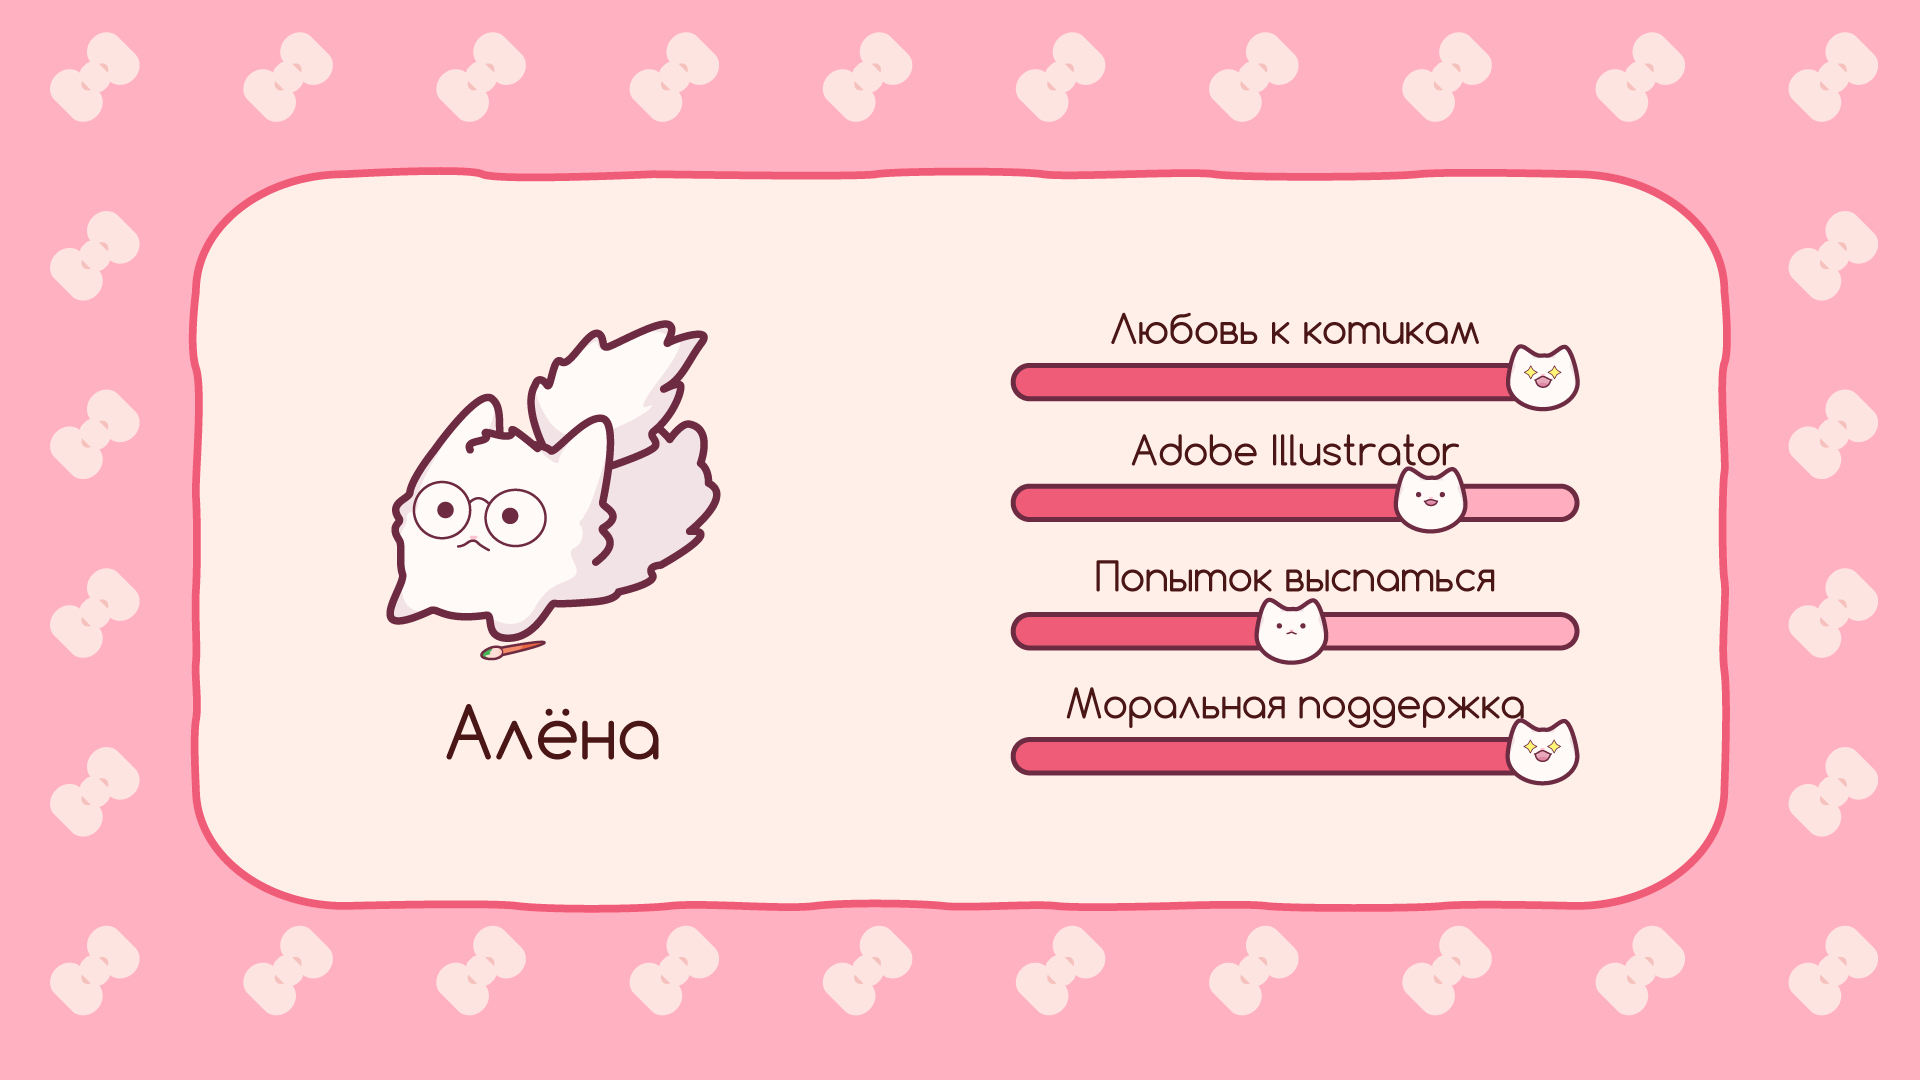 Любовь к котикам
Adobe Illustrator
Попыток выспаться
Моральная поддержка
Алёна